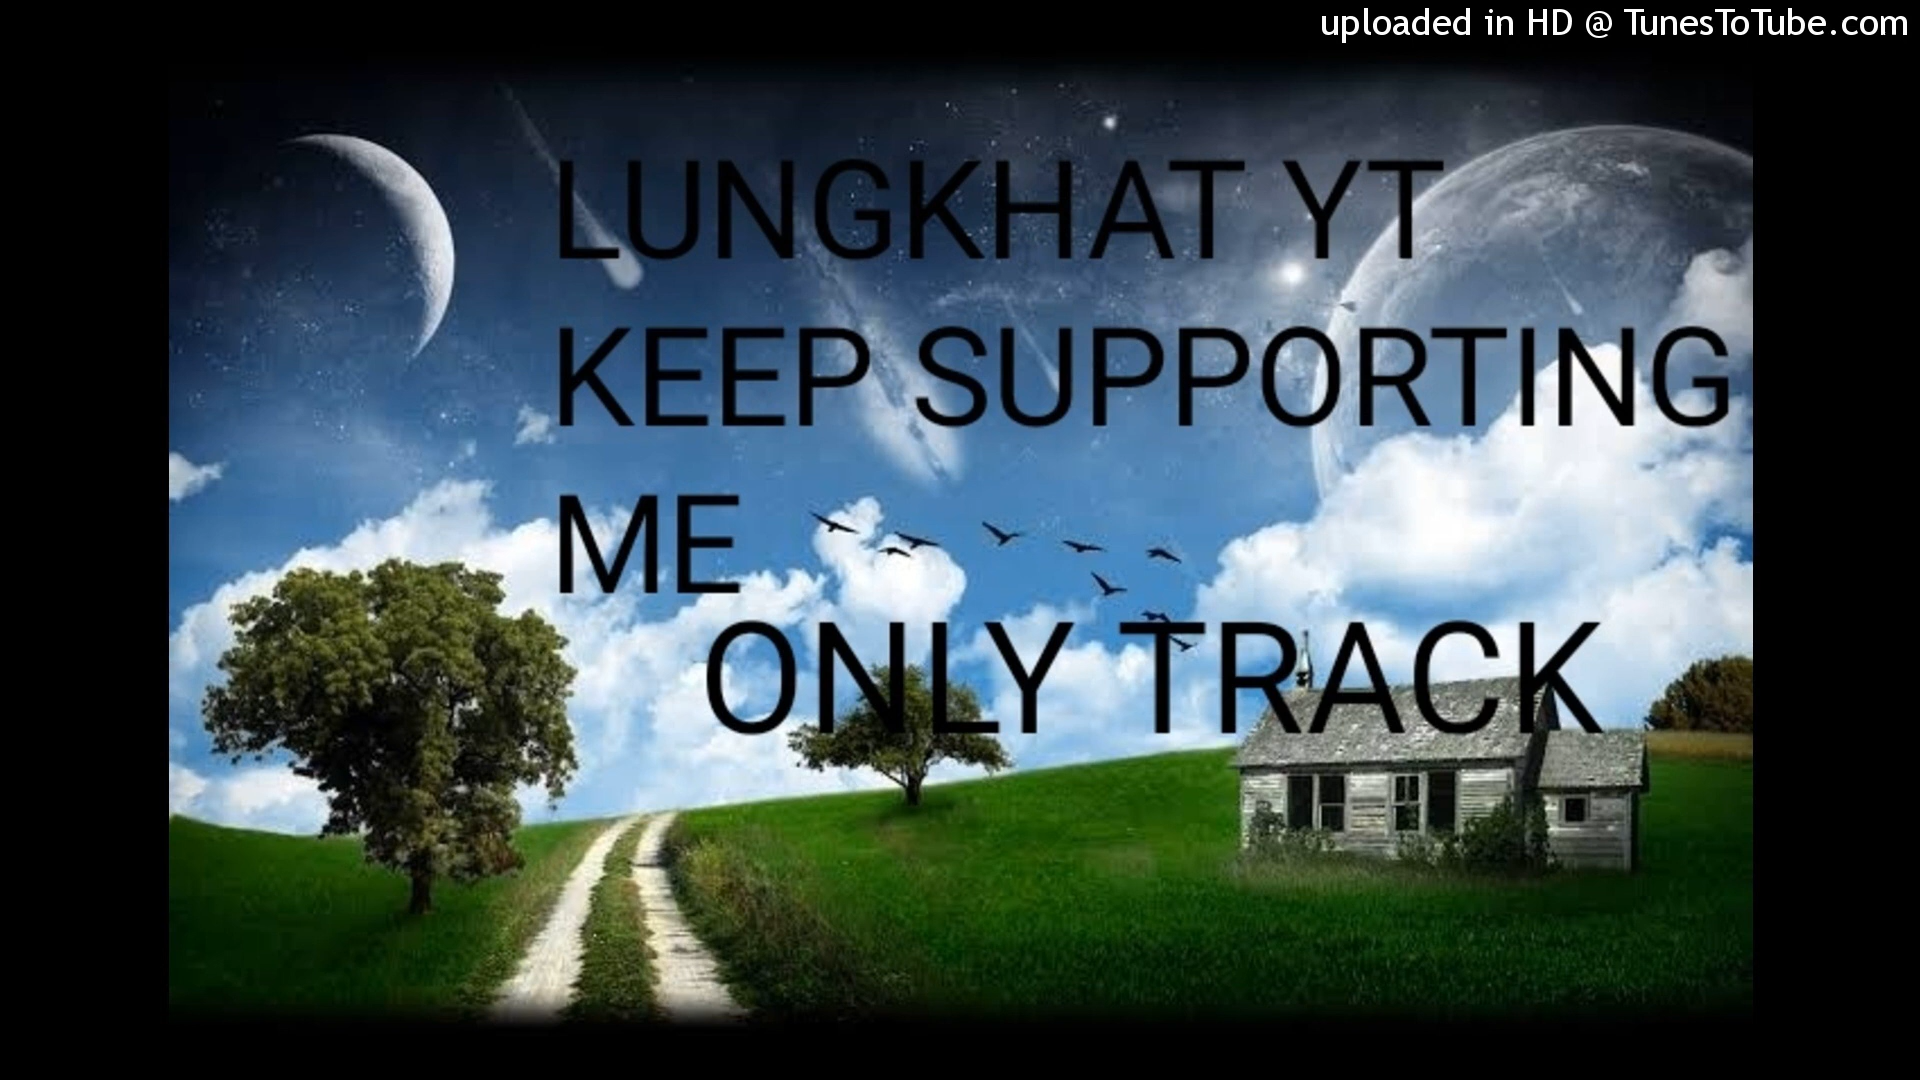 uploaded in HD @ TunesToTube.com
LUNGKHAT YT
KEEP SUPPORTING
ME
ONLY TRACK